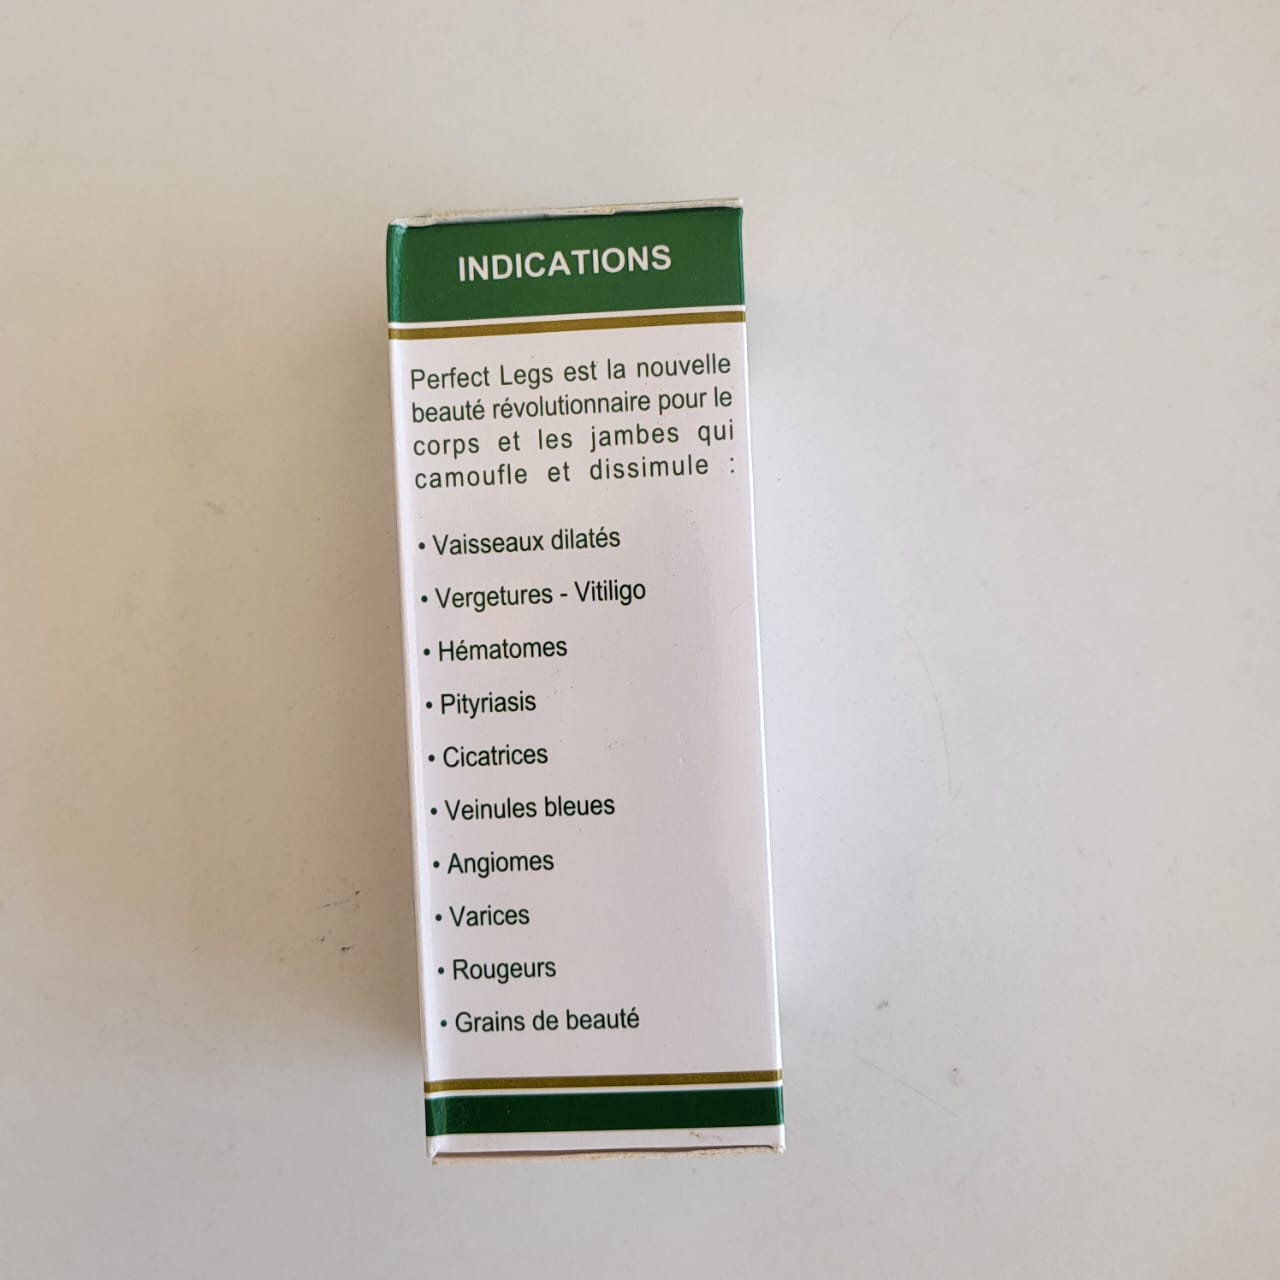 INDICATIONS
Perfect Legs est la nouvelle
beauté révolutionnaire pour le
corps et les jambes qui
camoufle et dissimule :
• Vaisseaux dilatés
• Vergetures - Vitiligo
• Hématomes
• Pityriasis
• Cicatrices
• Veinules bleues
• Angiomes
• Varices
• Rougeurs
• Grains de beauté